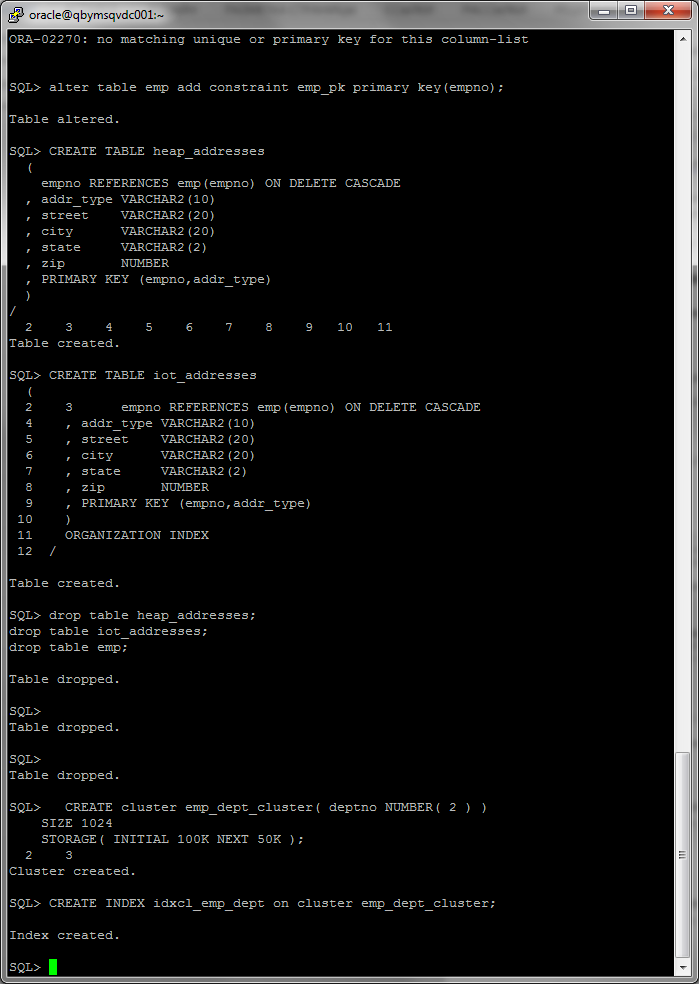 oracle@qbymsqvdc001:~
ORA-02270: no matching unique or primary key for this column-list
SQL> alter table emp add constraint emp_pk primary key(empno);
Table altered.
SQL> CREATE TABLE heap_addresses
(
empno REFERENCES emp(empno) ON DELETE CASCADE
, addr_type VARCHAR2(10)
, street    VARCHAR2(20)
, city      VARCHAR2(20)
, state     VARCHAR2(2)
, zip       NUMBER
, PRIMARY KEY (empno,addr_type)
)
/
2    3    4    5    6    7    8    9   10   11
Table created.
SQL> CREATE TABLE iot_addresses
(
2    3      empno REFERENCES emp(empno) ON DELETE CASCADE
4    , addr_type VARCHAR2(10)
5    , street    VARCHAR2(20)
6    , city      VARCHAR2(20)
7    , state     VARCHAR2(2)
8    , zip       NUMBER
9    , PRIMARY KEY (empno,addr_type)
10    )
11    ORGANIZATION INDEX
12  /
Table created.
SQL> drop table heap_addresses;
drop table iot_addresses;
drop table emp;
Table dropped.
SQL>
Table dropped.
SQL>
Table dropped.
SQL>   CREATE cluster emp_dept_cluster( deptno NUMBER( 2 ) )
SIZE 1024
STORAGE( INITIAL 100K NEXT 50K );
2    3
Cluster created.
SQL> CREATE INDEX idxcl_emp_dept on cluster emp_dept_cluster;
Index created.
SQL>